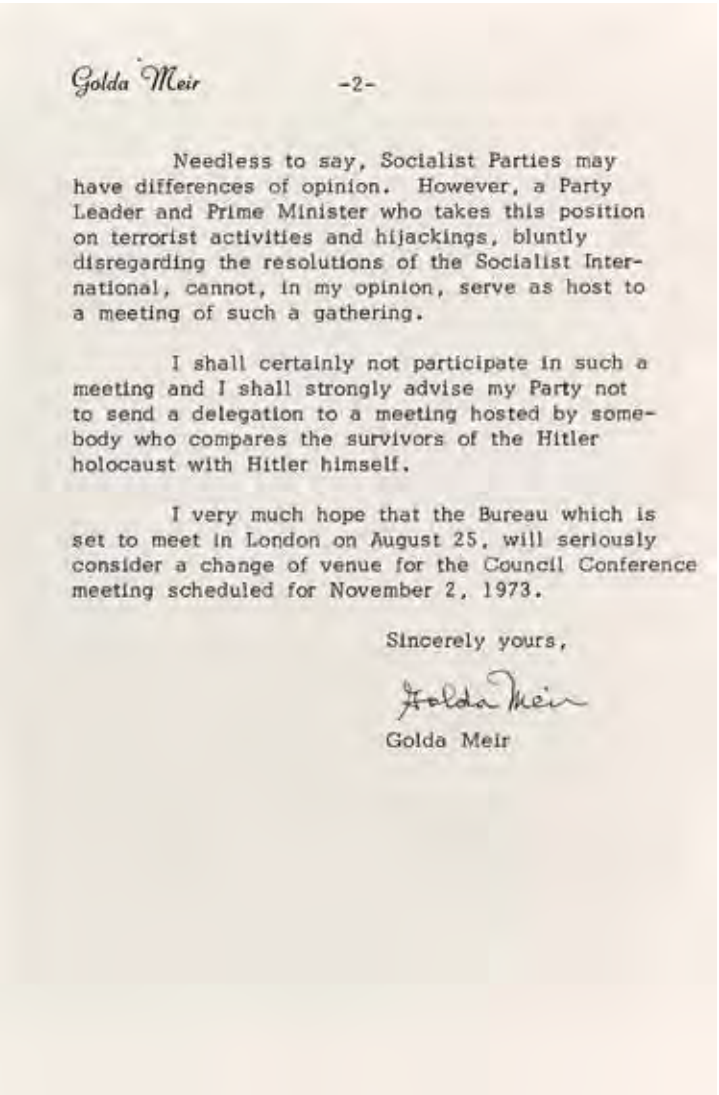 Golda Meir -2-
Needless to say, Socialist Parties may
have differences of opinion. However, a Party
Leader and Prime Minister who takes this position
on terrorist activities and hijackings, bluntly
disregarding the resolutions of the Socialist Inter-
national, cannot, in my opinion, serve as host to
a meeting of such a gathering.
I shall certainly not participate in such a
meeting and I shall strongly advise my Party not
to send a delegation to a meeting hosted by some-
body who compares the survivors of the Hitler
holocaust with Hitler himself.
I very much hope that the Bureau which is
set to meet in London on August 25, will seriously
consider a change of venue for the Council Conference
meeting scheduled for November 2, 1973.
Sincerely yours,
Golda Meir
Golda Meir